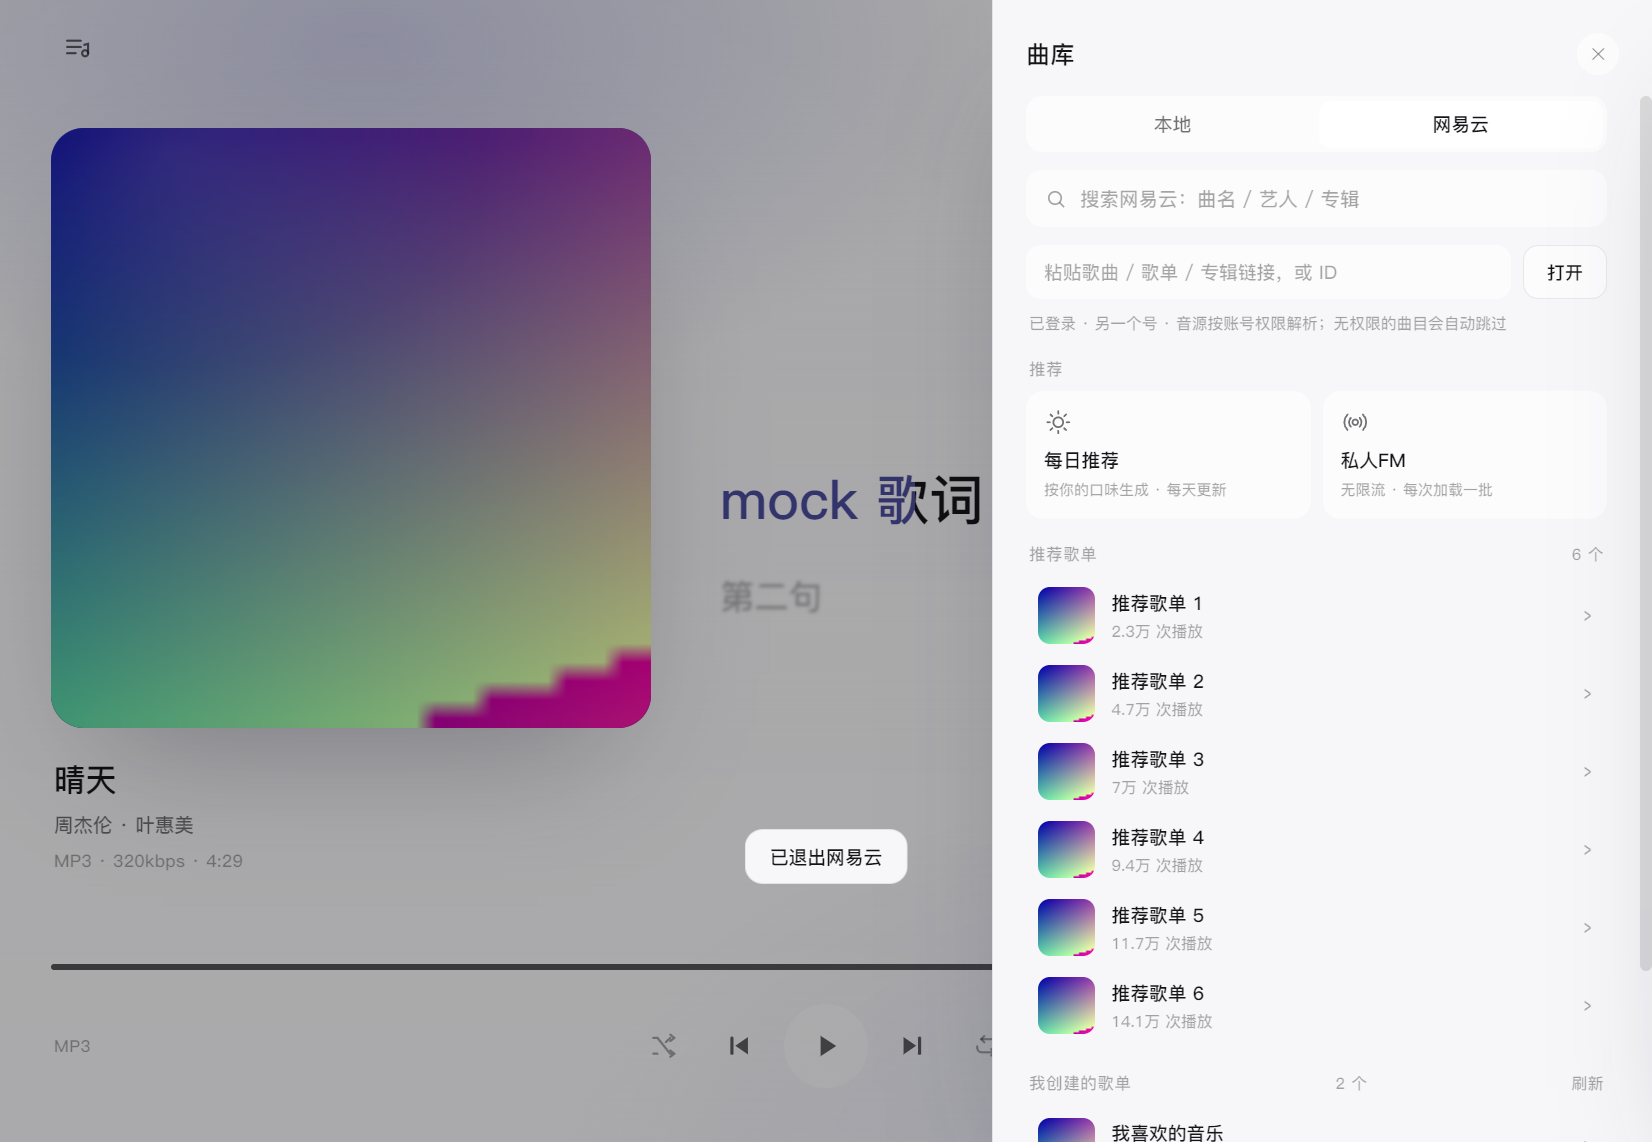 曲库
本地
网易云
搜索网易云：曲名 / 艺人 / 专辑
粘贴歌曲 / 歌单 / 专辑链接，或 ID
打开
已登录 · 另一个号 · 音源按账号权限解析；无权限的曲目会自动跳过
推荐
每日推荐
按你的口味生成 · 每天更新
私人FM
无限流 · 每次加载一批
推荐歌单
6 个
推荐歌单 1
2.3万 次播放
推荐歌单 2
4.7万 次播放
推荐歌单 3
7万 次播放
推荐歌单 4
9.4万 次播放
推荐歌单 5
11.7万 次播放
推荐歌单 6
14.1万 次播放
我创建的歌单
2 个
刷新
我喜欢的音乐
mock 歌词
第二句
晴天
周杰伦 · 叶惠美
MP3 · 320kbps · 4:29
已退出网易云
MP3